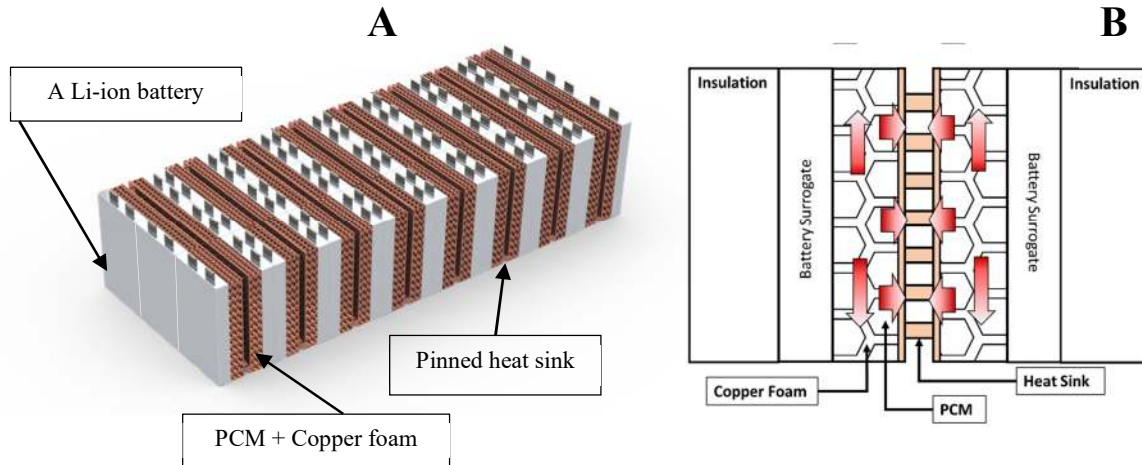 A
A Li-ion battery
Pinned heat sink
PCM + Copper foam
B
Insulation
Insulation
Battery Surrogate
Battery Surrogate
Copper Foam
PCM
Heat Sink